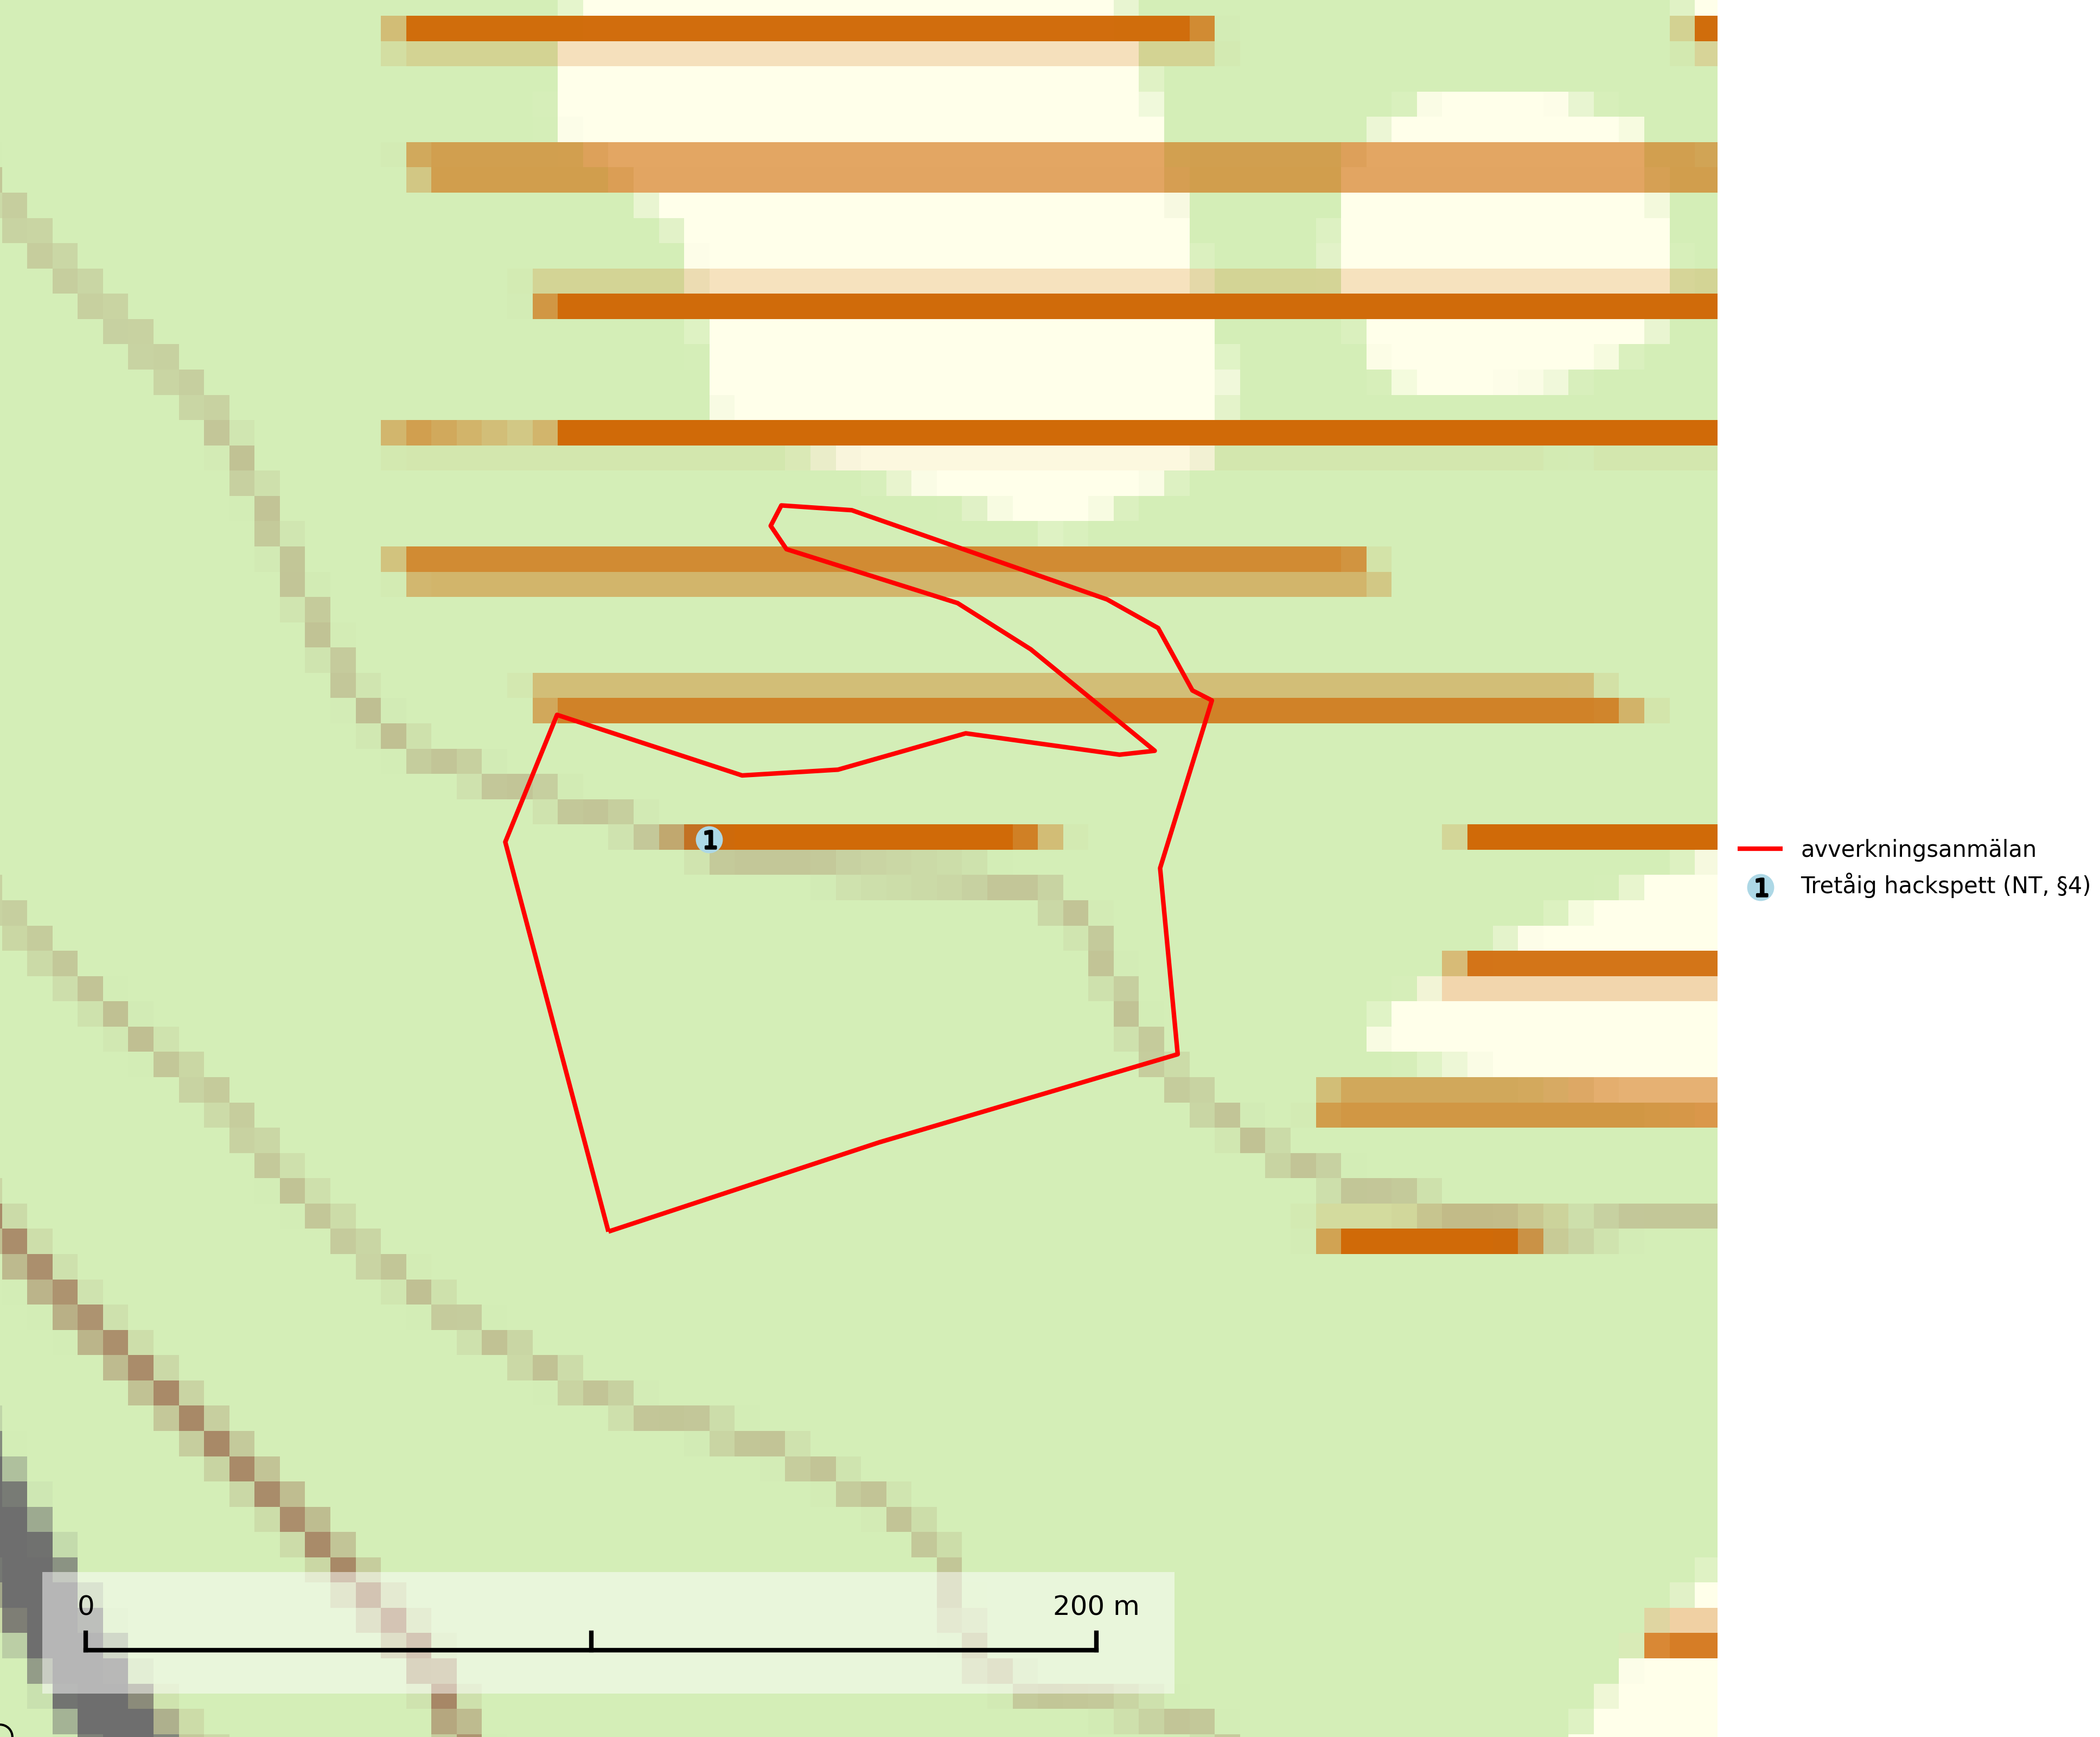 1
avverkningsanmälan
1 Tretåig hackspett (NT, §4)
0 200 m